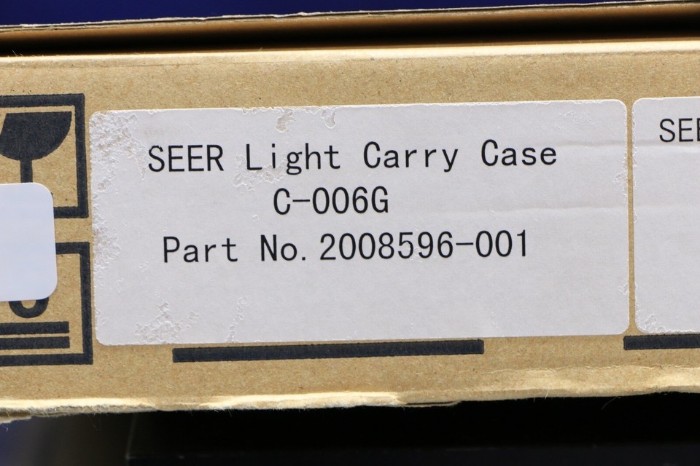 SEER Light Carry Case
C-006G
Part No. 2008596-001